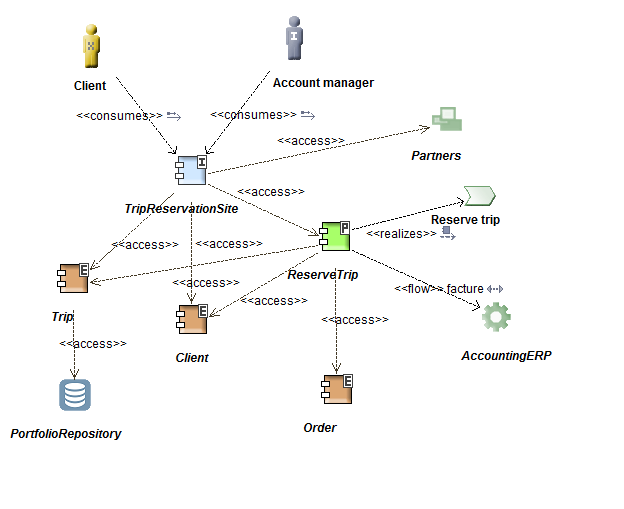 Client
Account manager
<<consumes>>
<<consumes>>
I
<<access>>
Partners
I
TripReservationSite
<<access>>
Reserve trip
P
<<realizes>>
<<access>>
<<access>>
E
<<access>>
ReserveTrip
<<flow>> facture
Trip
E
<<access>>
<<access>>
<<access>>
Client
AccountingERP
E
PortfolioRepository
Order